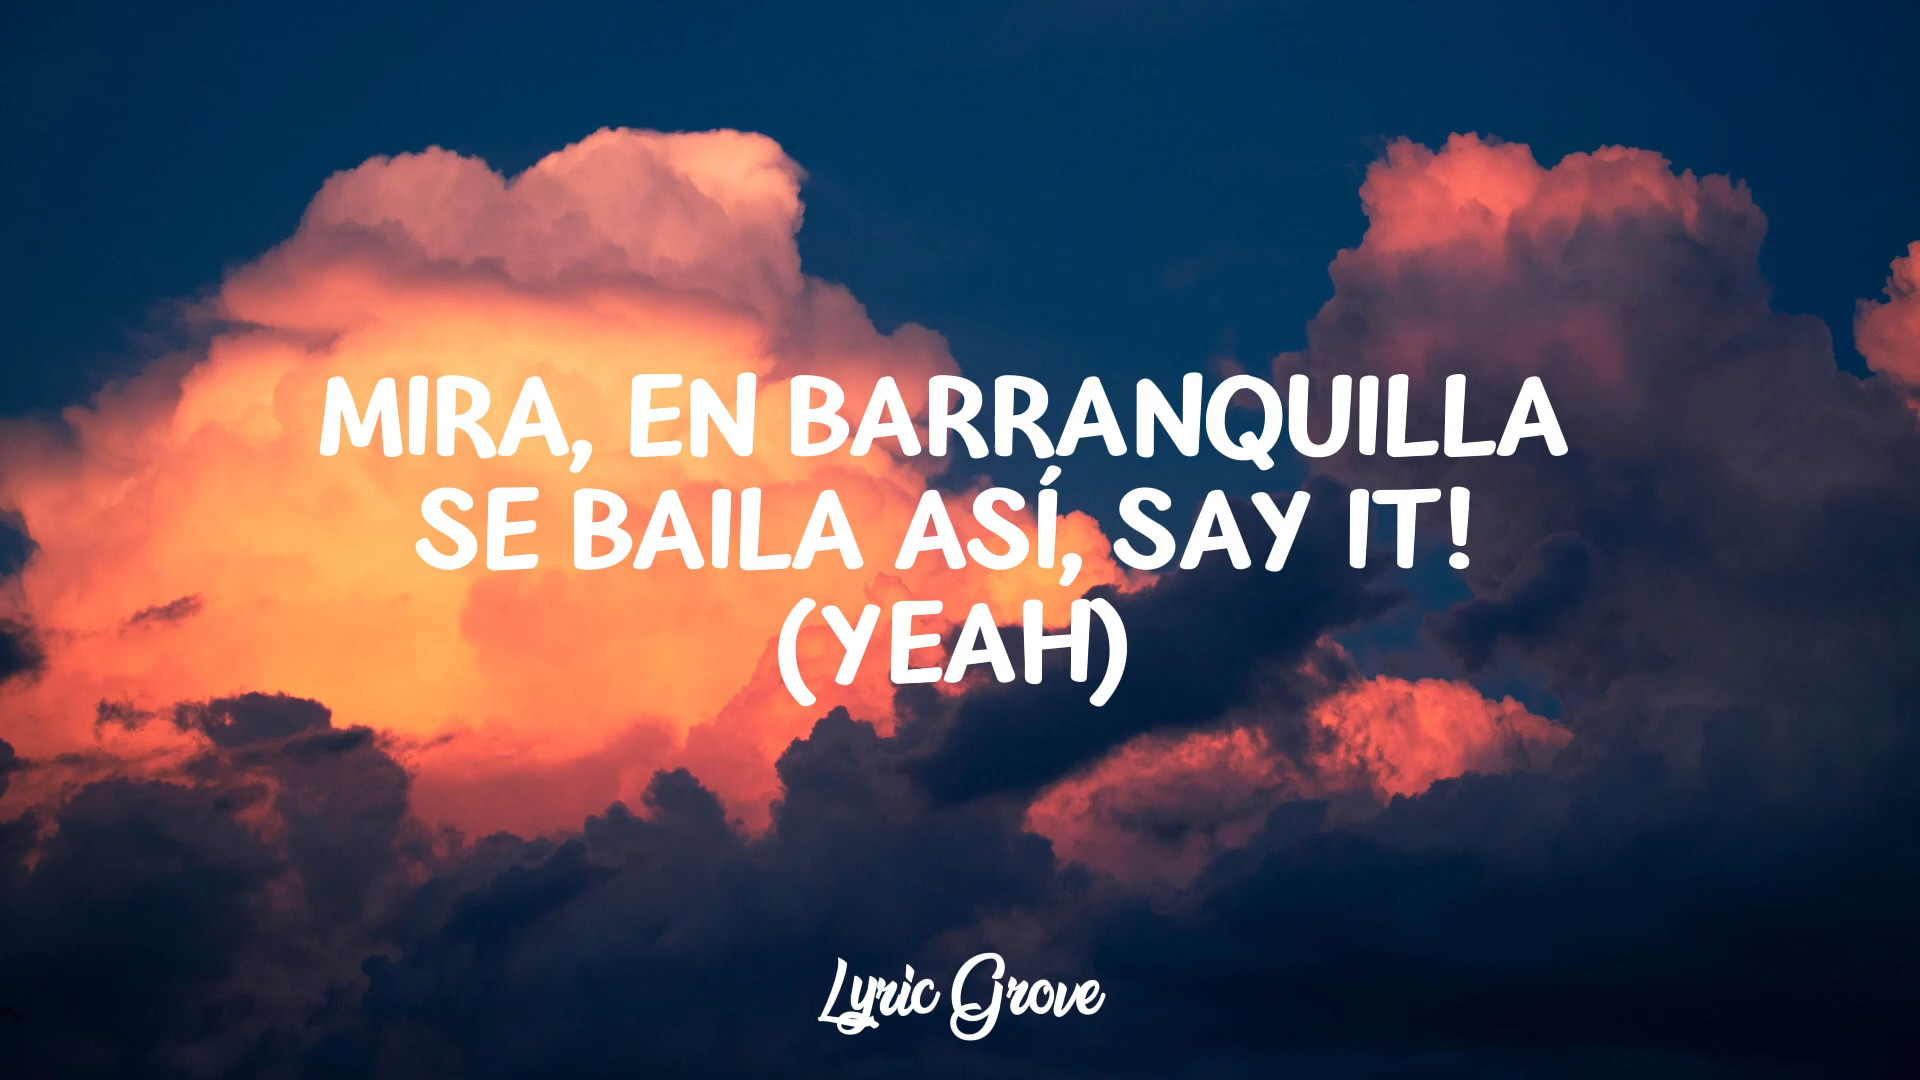 MIRA, EN BARRANQUILLA
SE BAILA ASÍ, SAY IT!
(YEAH)
Lyric Grove